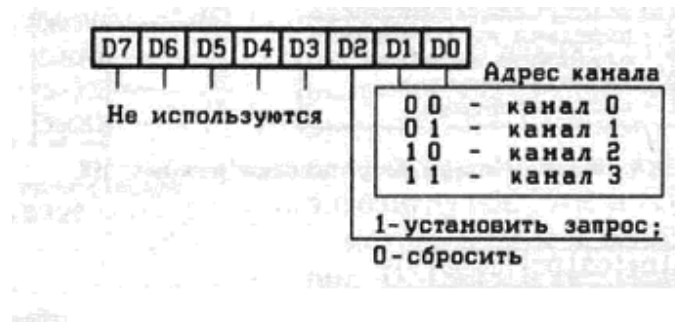 D7 D6 D5 D4 D3 D2 D1 D0
Адрес канала
Не используются
0 0 - канал 0
0 1 - канал 1
1 0 - канал 2
1 1 - канал 3
1-установить запрос;
0-сбросить